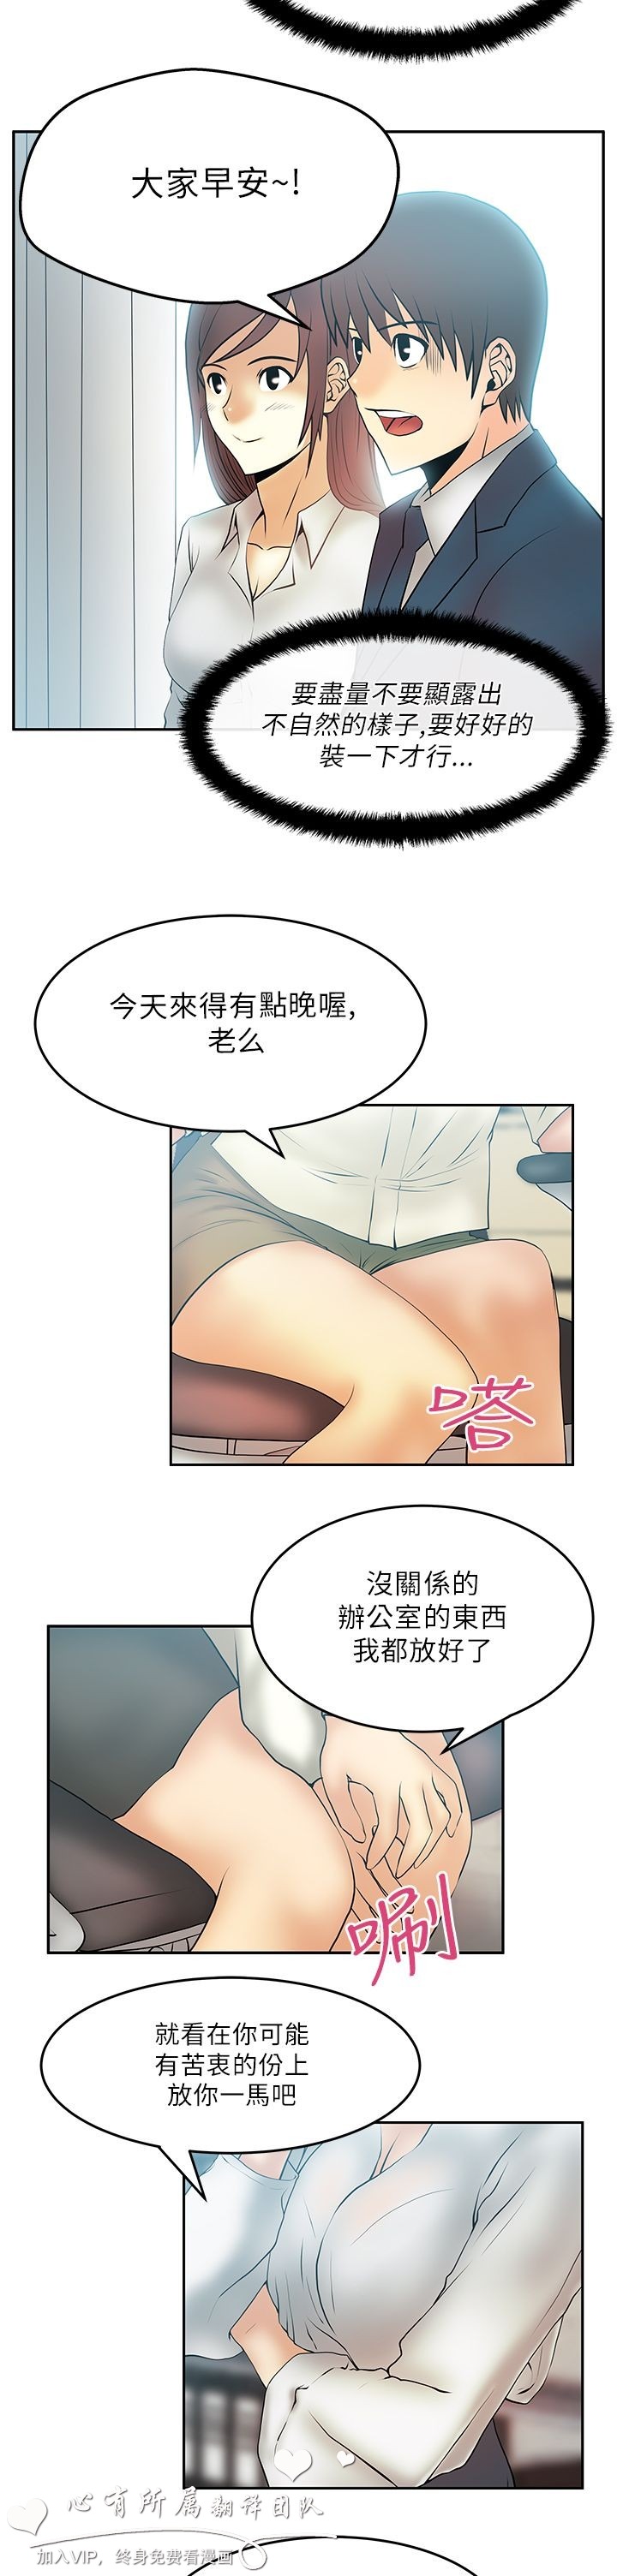 大家早安~!
要盡量不要顯露出
不自然的樣子,要好好的
裝一下才行...
今天來得有點晚喔,
老么
嗒
沒關係的
辦公室的東西
我都放好了
唰
就看在你可能
有苦衷的份上
放你一馬吧
心有所属翻译团队
加入VIP，终身免费看漫画